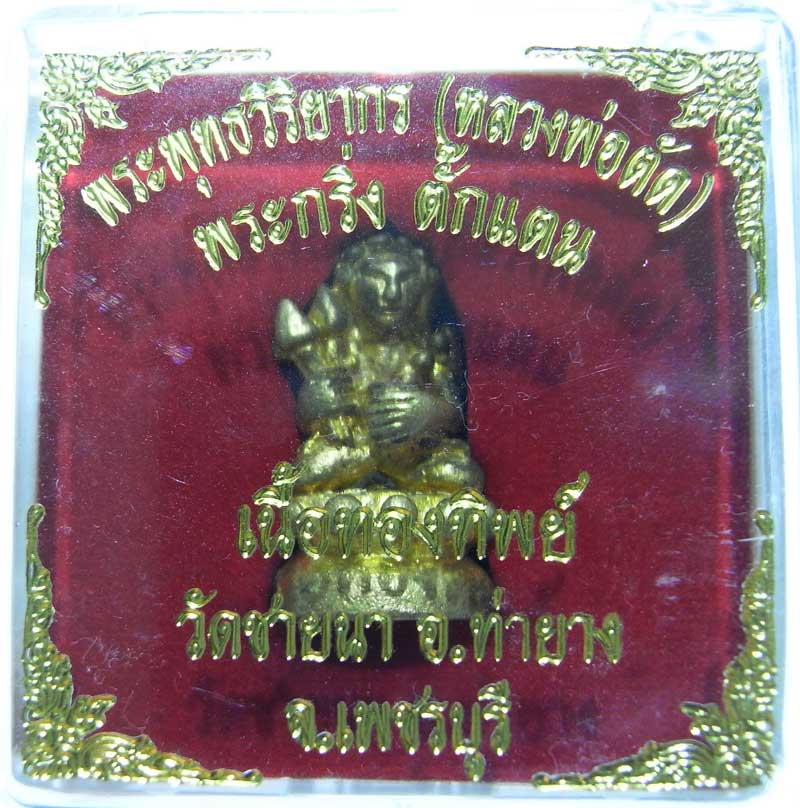 พระพุทธวิริยากร (หลวงพ่อตัด)
พระกริ่ง ตั๊กแตน
เนื้อทองทิพย์
วัดชายนา อ.ท่ายาง
จ.เพชรบุรี